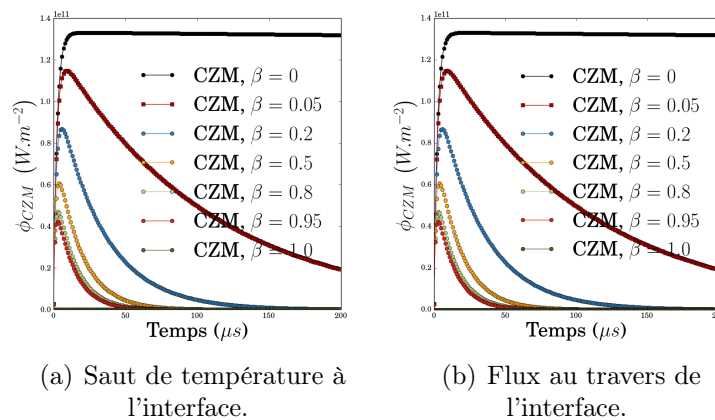 1.4 1e11
1.2
1.0
0.8
0.6
0.4
0.2
0.0
0 50 100 150 200
ϕCZM (W.m⁻²)
Temps (μs)
CZM, β = 0
CZM, β = 0.05
CZM, β = 0.2
CZM, β = 0.5
CZM, β = 0.8
CZM, β = 0.95
CZM, β = 1.0
(a) Saut de température à
l'interface.
1.4 1e11
1.2
1.0
0.8
0.6
0.4
0.2
0.0
0 50 100 150 200
ϕCZM (W.m⁻²)
Temps (μs)
CZM, β = 0
CZM, β = 0.05
CZM, β = 0.2
CZM, β = 0.5
CZM, β = 0.8
CZM, β = 0.95
CZM, β = 1.0
(b) Flux au travers de
l'interface.